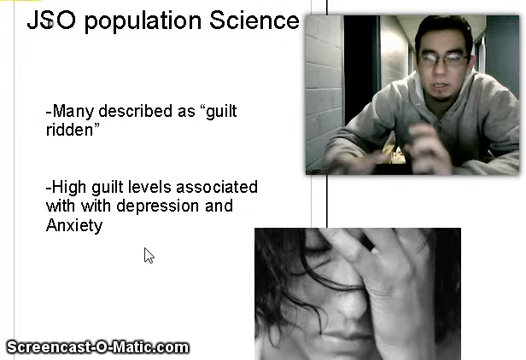 JSO population Science
-Many described as “guilt
ridden”
-High guilt levels associated
with with depression and
Anxiety
Screencast-O-Matic.com